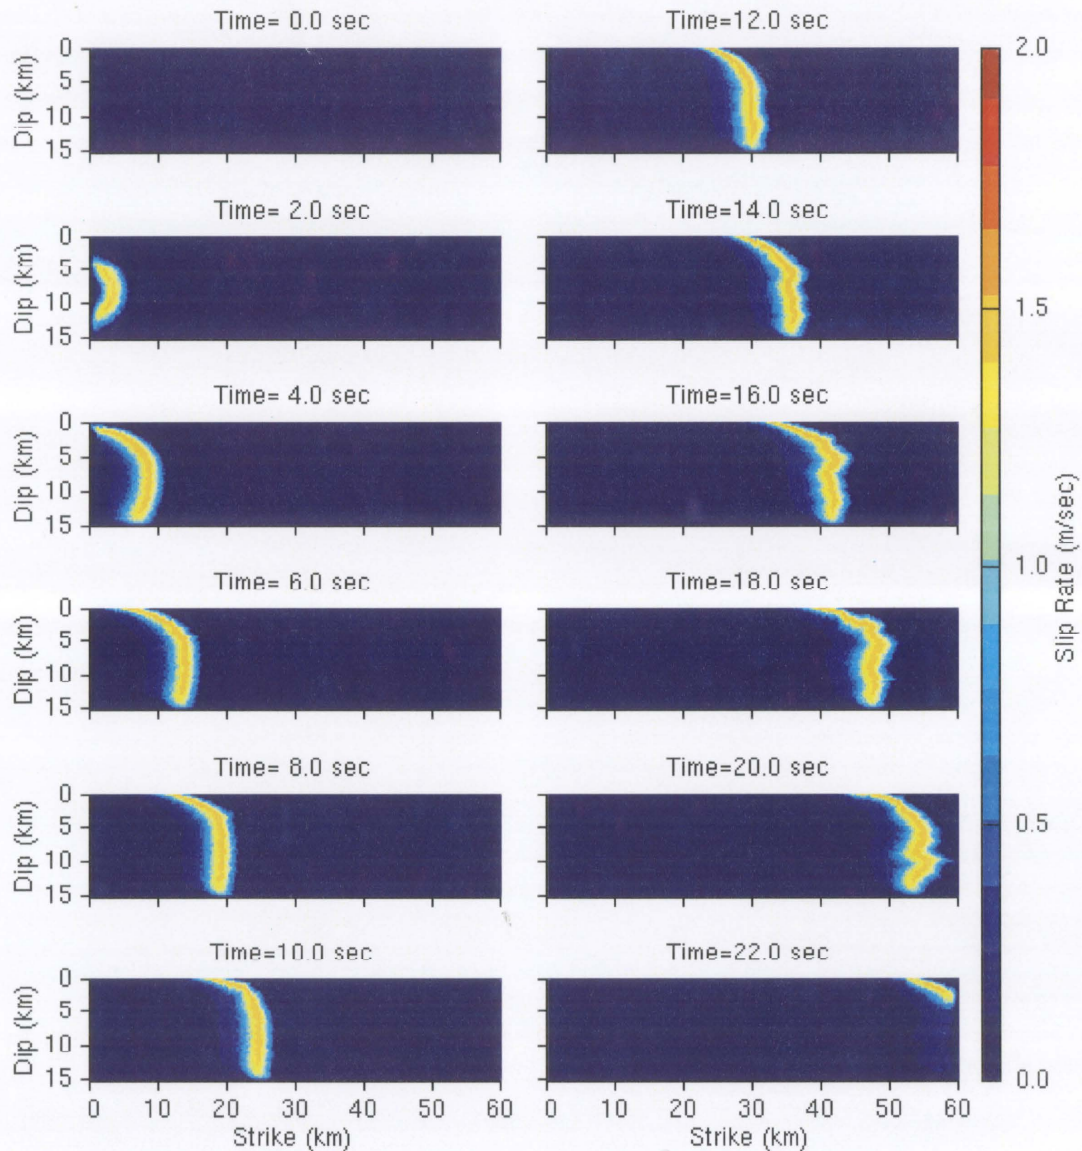 Time= 0.0 sec
Dip (km)
0
5
10
15
Time= 2.0 sec
Dip (km)
0
5
10
15
Time= 4.0 sec
Dip (km)
0
5
10
15
Time= 6.0 sec
Dip (km)
0
5
10
15
Time= 8.0 sec
Dip (km)
0
5
10
15
Time=10.0 sec
Dip (km)
0
5
10
15
0 10 20 30 40 50 60
Strike (km)
Time=12.0 sec
Time=14.0 sec
Time=16.0 sec
Time=18.0 sec
Time=20.0 sec
Time=22.0 sec
0 10 20 30 40 50 60
Strike (km)
2.0
1.5
1.0
0.5
0.0
Slip Rate (m/sec)